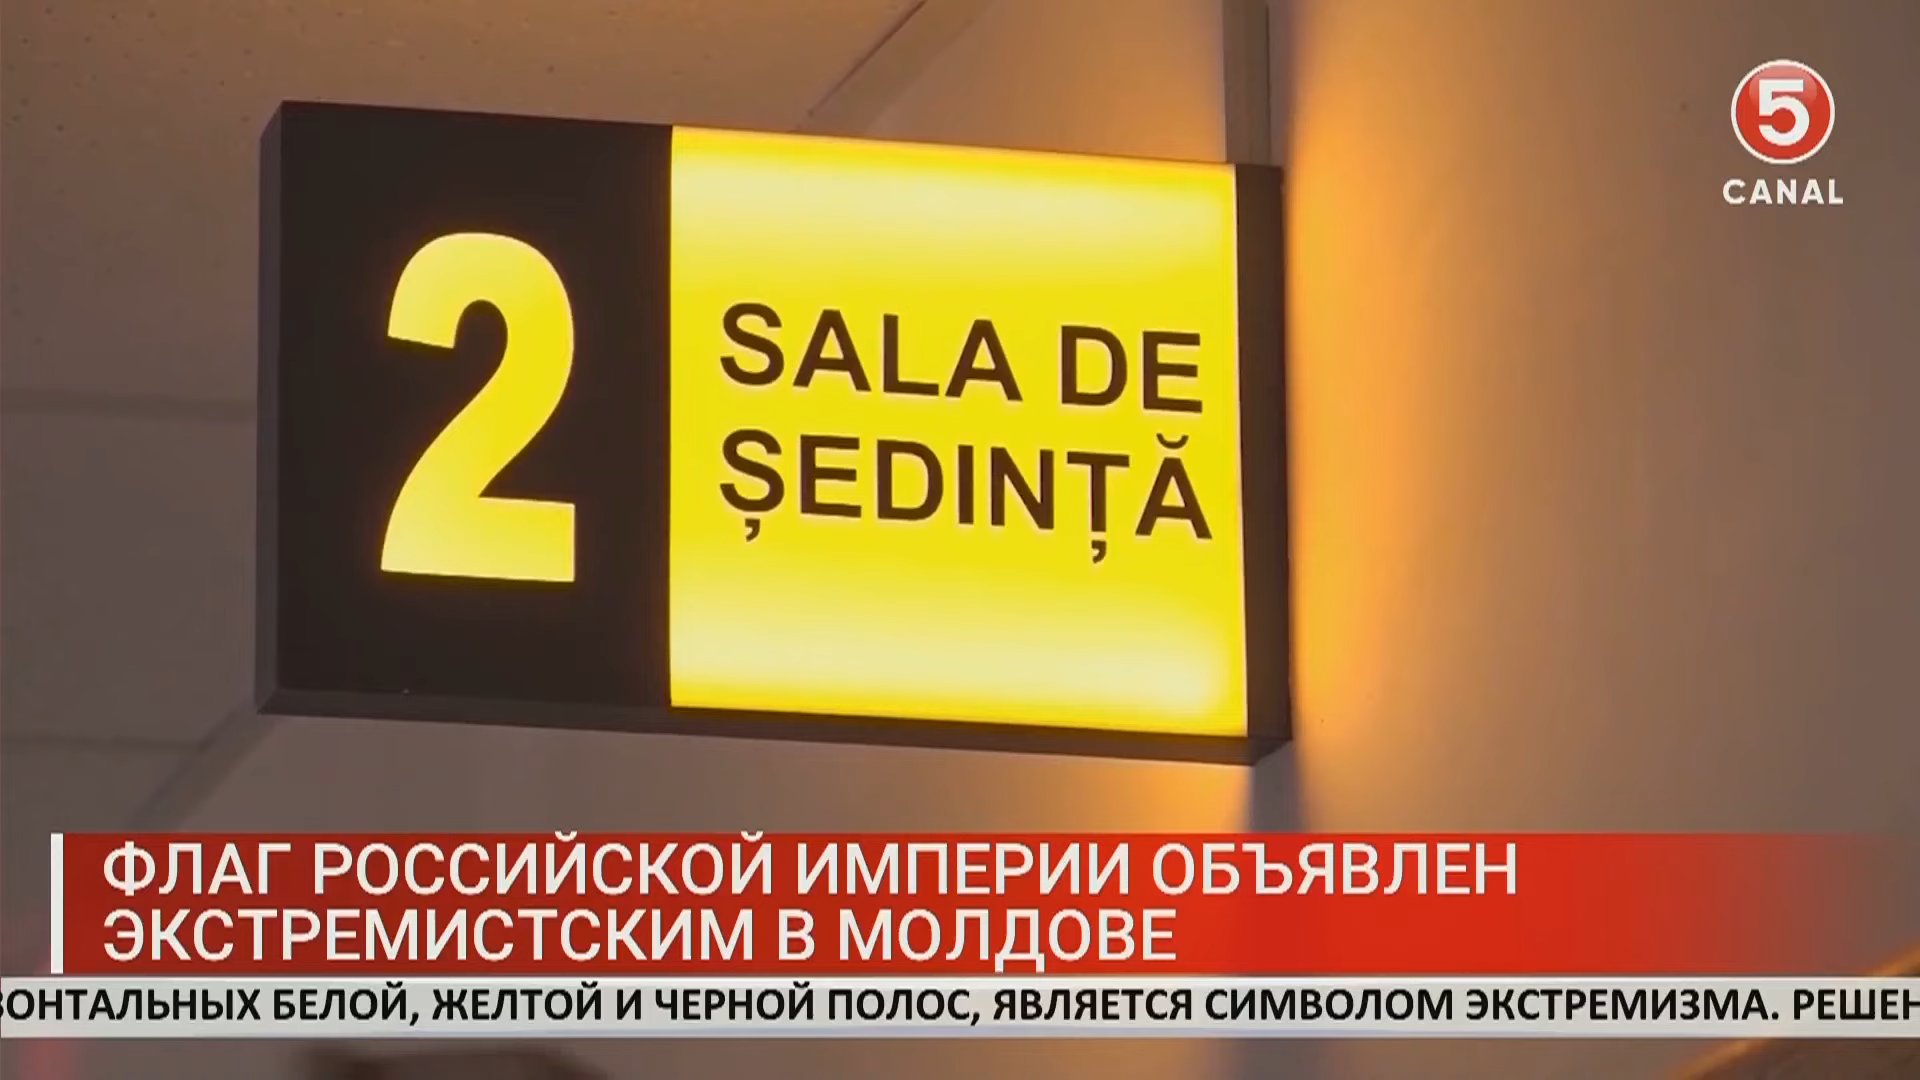 5
CANAL
2
SALA DE
ȘEDINȚĂ
ФЛАГ РОССИЙСКОЙ ИМПЕРИИ ОБЪЯВЛЕН
ЭКСТРЕМИСТСКИМ В МОЛДОВЕ
ЗОНТАЛЬНЫХ БЕЛОЙ, ЖЕЛТОЙ И ЧЕРНОЙ ПОЛОС, ЯВЛЯЕТСЯ СИМВОЛОМ ЭКСТРЕМИЗМА. РЕШЕН